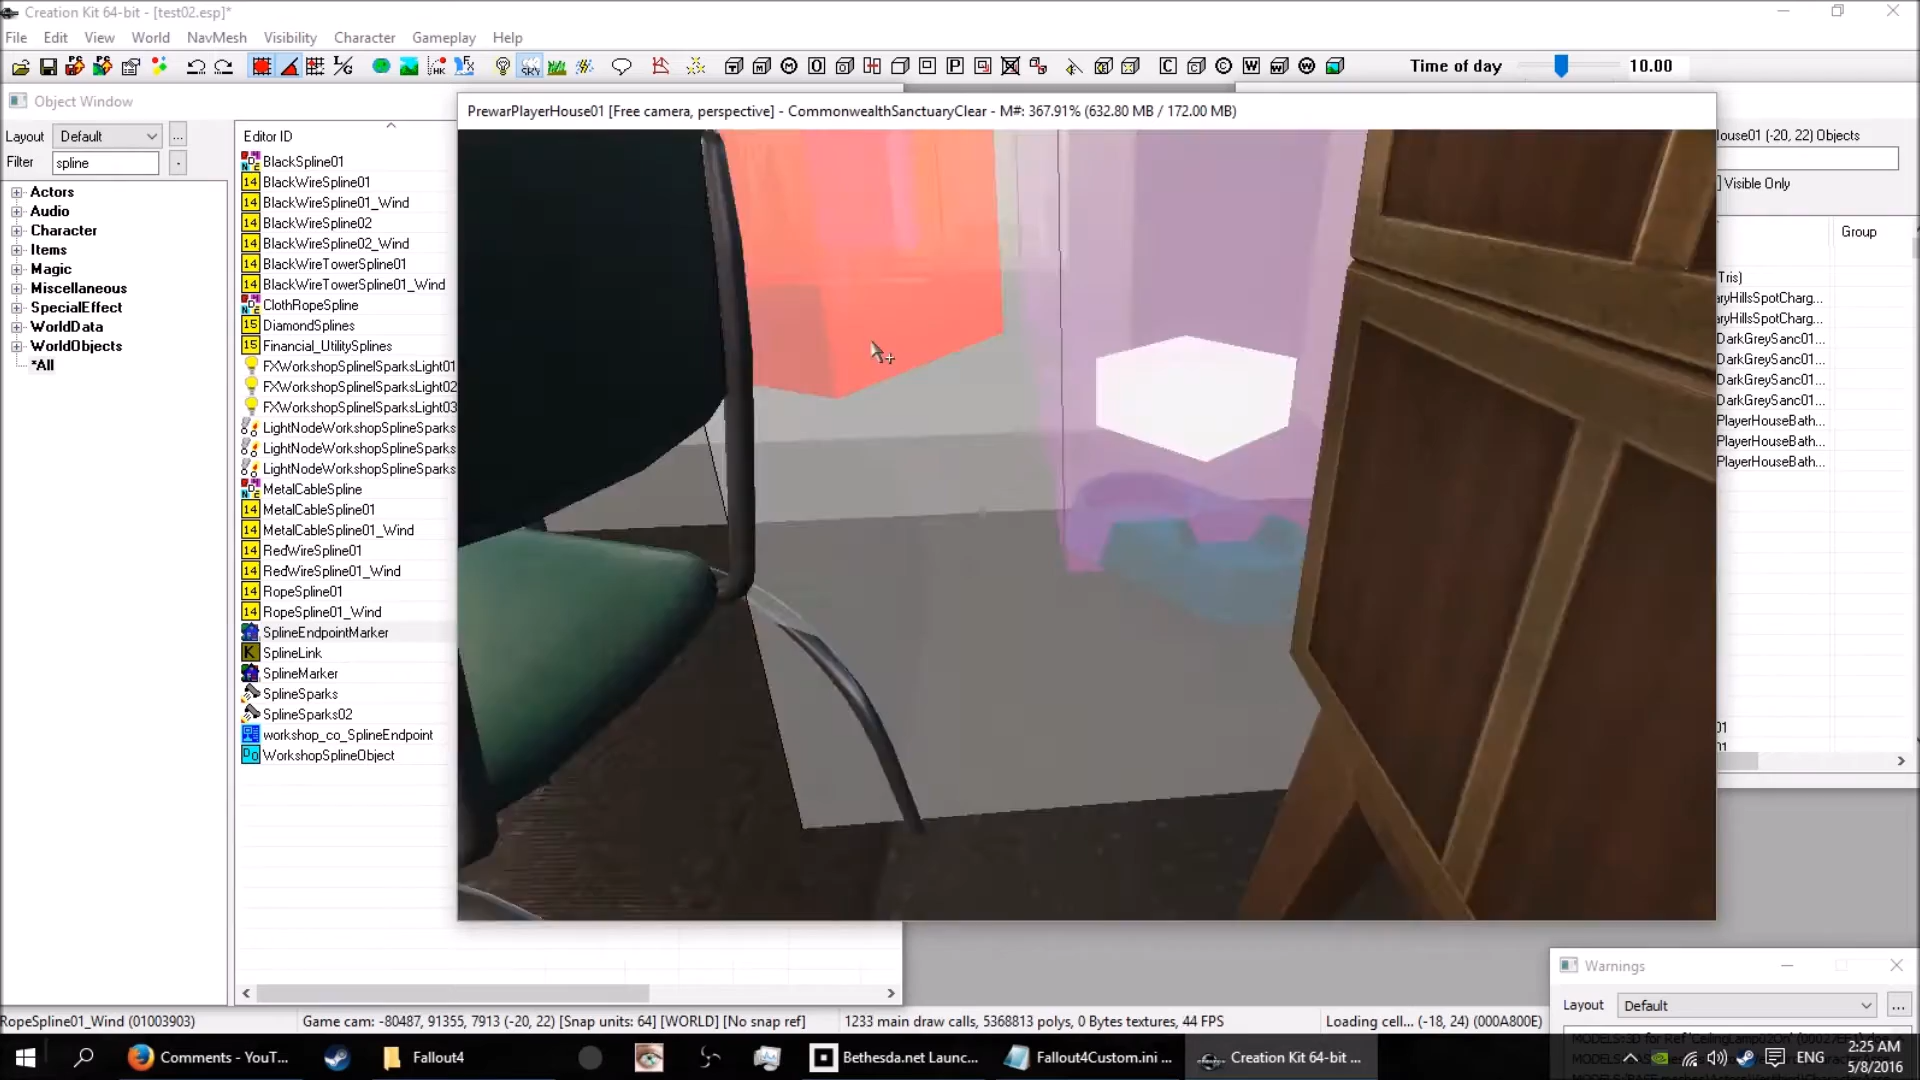 Creation Kit 64-bit - [test02.esp]*
File Edit View World NavMesh Visibility Character Gameplay Help
Time of day 10.00
Object Window
Layout Default ...
Filter spline
Actors
Audio
Character
Items
Magic
Miscellaneous
SpecialEffect
WorldData
WorldObjects
*All
Editor ID
BlackSpline01
BlackWireSpline01
BlackWireSpline01_Wind
BlackWireSpline02
BlackWireSpline02_Wind
BlackWireTowerSpline01
BlackWireTowerSpline01_Wind
ClothRopeSpline
DiamondSplines
Financial_UtilitySplines
FXWorkshopSplinelSparksLight01
FXWorkshopSplinelSparksLight02
FXWorkshopSplinelSparksLight03
LightNodeWorkshopSplineSparks
LightNodeWorkshopSplineSparks
LightNodeWorkshopSplineSparks
MetalCableSpline
MetalCableSpline01
MetalCableSpline01_Wind
RedWireSpline01
RedWireSpline01_Wind
RopeSpline01
RopeSpline01_Wind
SplineEndpointMarker
SplineLink
SplineMarker
SplineSparks
SplineSparks02
workshop_co_SplineEndpoint
WorkshopSplineObject
PrewarPlayerHouse01 [Free camera, perspective] - CommonwealthSanctuaryClear - M#: 367.91% (632.80 MB / 172.00 MB)
ouse01 (-20, 22) Objects
Visible Only
Group
Tris)
aryHillsSpotCharg...
aryHillsSpotCharg...
DarkGreySanc01...
DarkGreySanc01...
DarkGreySanc01...
DarkGreySanc01...
PlayerHouseBath...
PlayerHouseBath...
PlayerHouseBath...
01
Warnings
Layout Default ...
RopeSpline01_Wind (01003903)
Game cam: -80487, 91355, 7913 (-20, 22) [Snap units: 64] [WORLD] [No snap ref]
1233 main draw calls, 5368813 polys, 0 Bytes textures, 44 FPS
Loading cell... (-18, 24) (000A800E)
Comments - YouT...
Fallout4
Bethesda.net Launc...
Fallout4Custom.ini ...
Creation Kit 64-bit ...
ENG
2:25 AM
5/8/2016